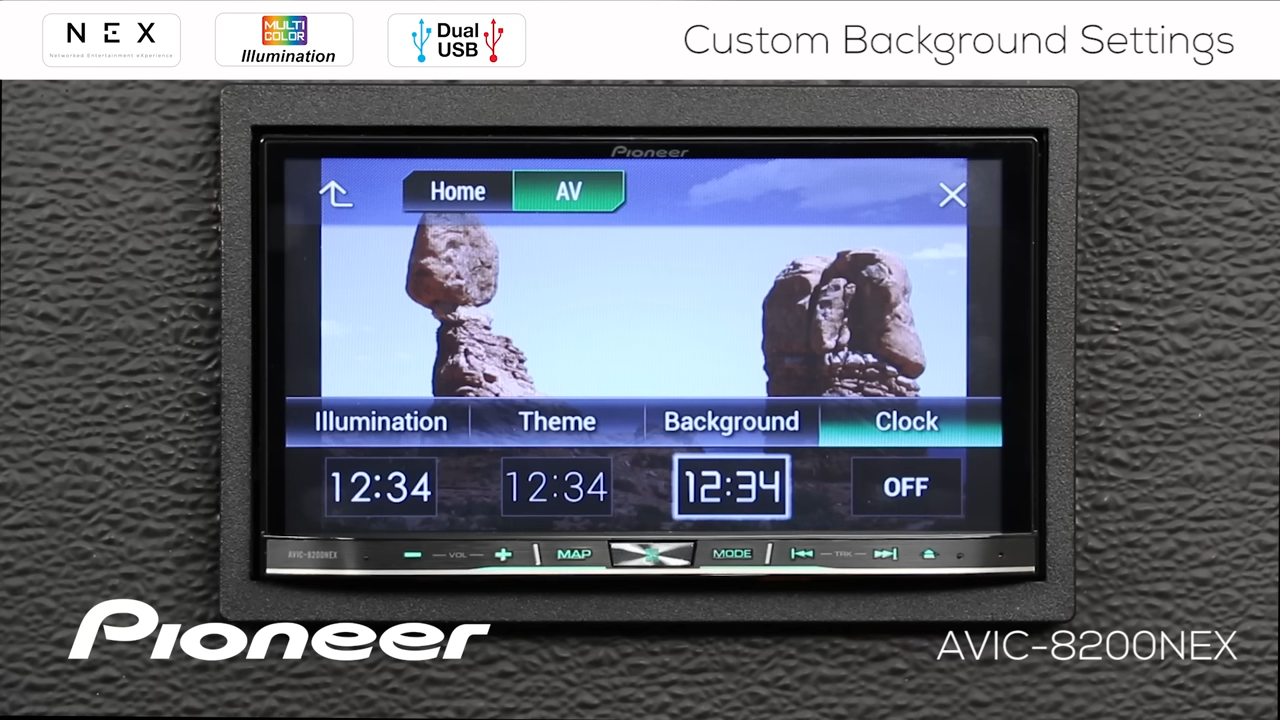 N E X
Networked Entertainment eXperience
MULTI
COLOR
Illumination
Dual
USB
Custom Background Settings
Pioneer
Home
AV
Illumination
Theme
Background
Clock
12:34
12:34
12:34
OFF
AVIC-8200NEX
VOL
MAP
MODE
TRK
Pioneer
AVIC-8200NEX